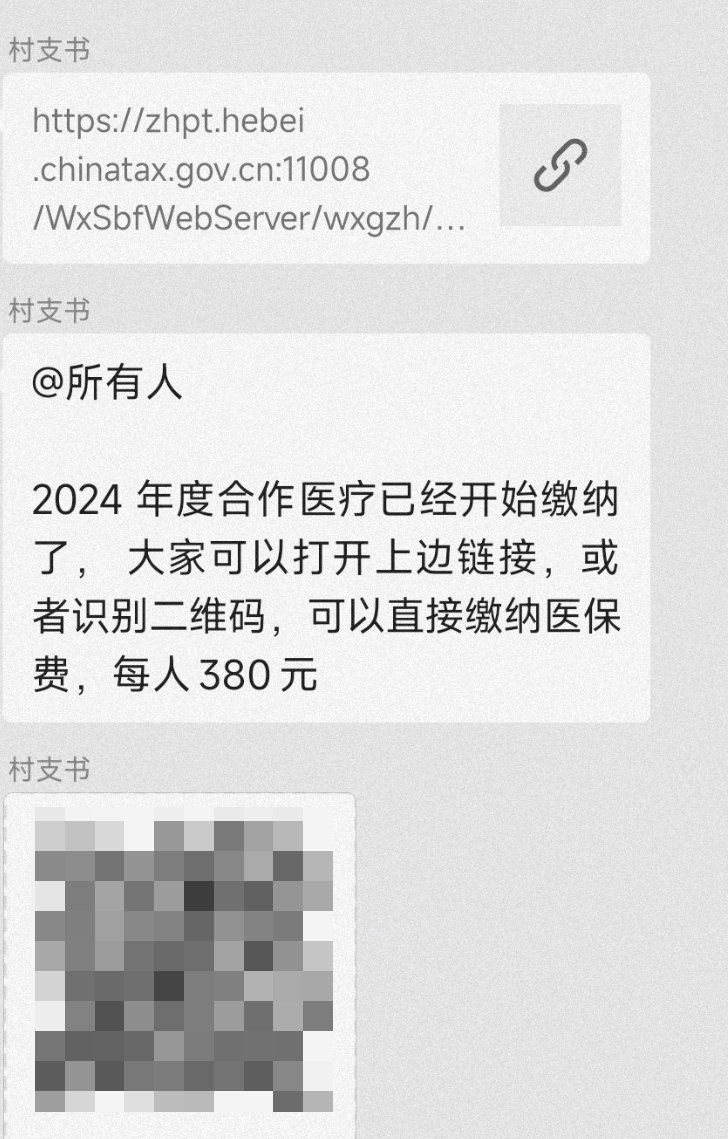 村支书
https://zhpt.hebei
.chinatax.gov.cn:11008
/WxSbfWebServer/wxgzh/...
村支书
@所有人
2024 年度合作医疗已经开始缴纳
了， 大家可以打开上边链接，或
者识别二维码，可以直接缴纳医保
费，每人 380 元
村支书